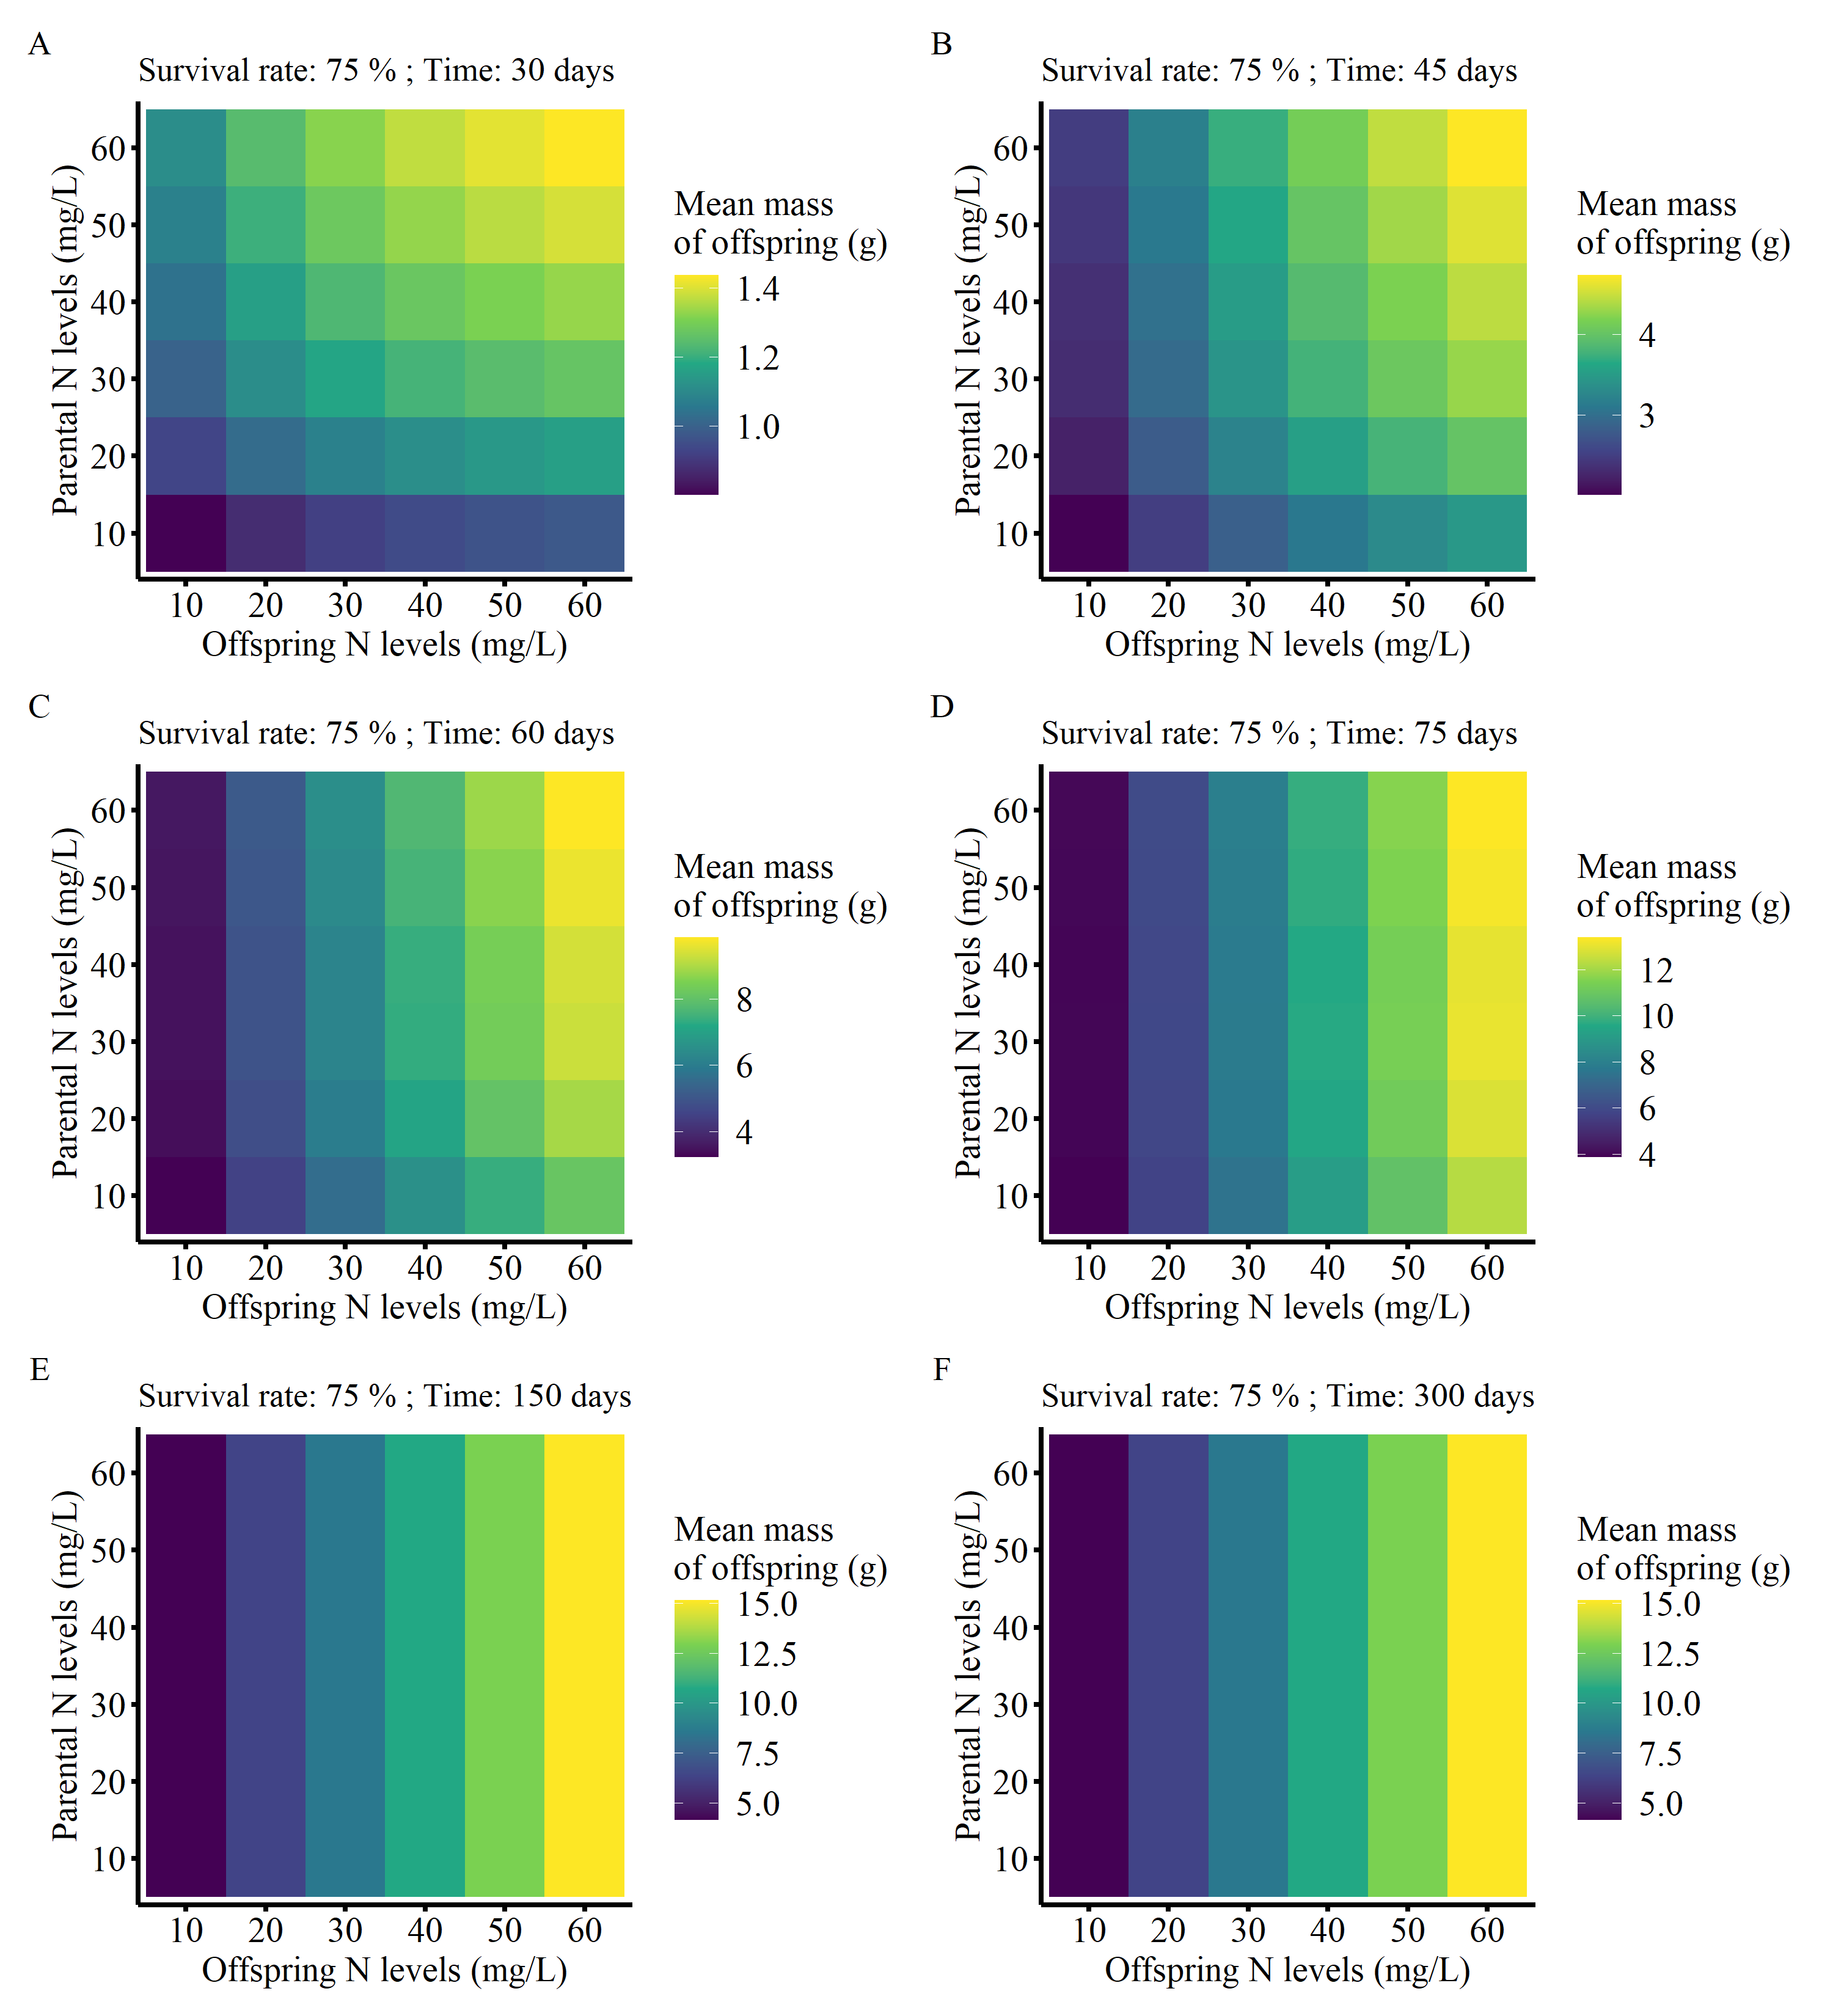 A
Survival rate: 75 % ; Time: 30 days
Parental N levels (mg/L)
60
50
40
30
20
10
10 20 30 40 50 60
Offspring N levels (mg/L)
Mean mass
of offspring (g)
1.4
1.2
1.0
B
Survival rate: 75 % ; Time: 45 days
Parental N levels (mg/L)
60
50
40
30
20
10
10 20 30 40 50 60
Offspring N levels (mg/L)
Mean mass
of offspring (g)
4
3
C
Survival rate: 75 % ; Time: 60 days
Parental N levels (mg/L)
60
50
40
30
20
10
10 20 30 40 50 60
Offspring N levels (mg/L)
Mean mass
of offspring (g)
8
6
4
D
Survival rate: 75 % ; Time: 75 days
Parental N levels (mg/L)
60
50
40
30
20
10
10 20 30 40 50 60
Offspring N levels (mg/L)
Mean mass
of offspring (g)
12
10
8
6
4
E
Survival rate: 75 % ; Time: 150 days
Parental N levels (mg/L)
60
50
40
30
20
10
10 20 30 40 50 60
Offspring N levels (mg/L)
Mean mass
of offspring (g)
15.0
12.5
10.0
7.5
5.0
F
Survival rate: 75 % ; Time: 300 days
Parental N levels (mg/L)
60
50
40
30
20
10
10 20 30 40 50 60
Offspring N levels (mg/L)
Mean mass
of offspring (g)
15.0
12.5
10.0
7.5
5.0